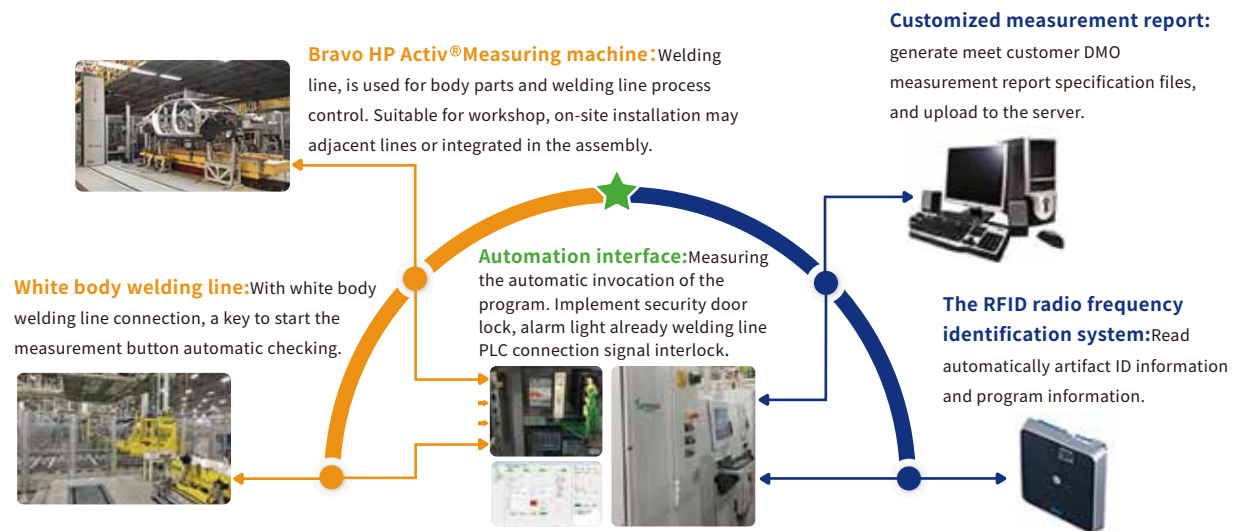 Bravo HP Activ®Measuring machine:Welding
line, is used for body parts and welding line process
control. Suitable for workshop, on-site installation may
adjacent lines or integrated in the assembly.
Customized measurement report:
generate meet customer DMO
measurement report specification files,
and upload to the server.
White body welding line:With white body
welding line connection, a key to start the
measurement button automatic checking.
Automation interface:Measuring
the automatic invocation of the
program. Implement security door
lock, alarm light already welding line
PLC connection signal interlock.
The RFID radio frequency
identification system:Read
automatically artifact ID information
and program information.